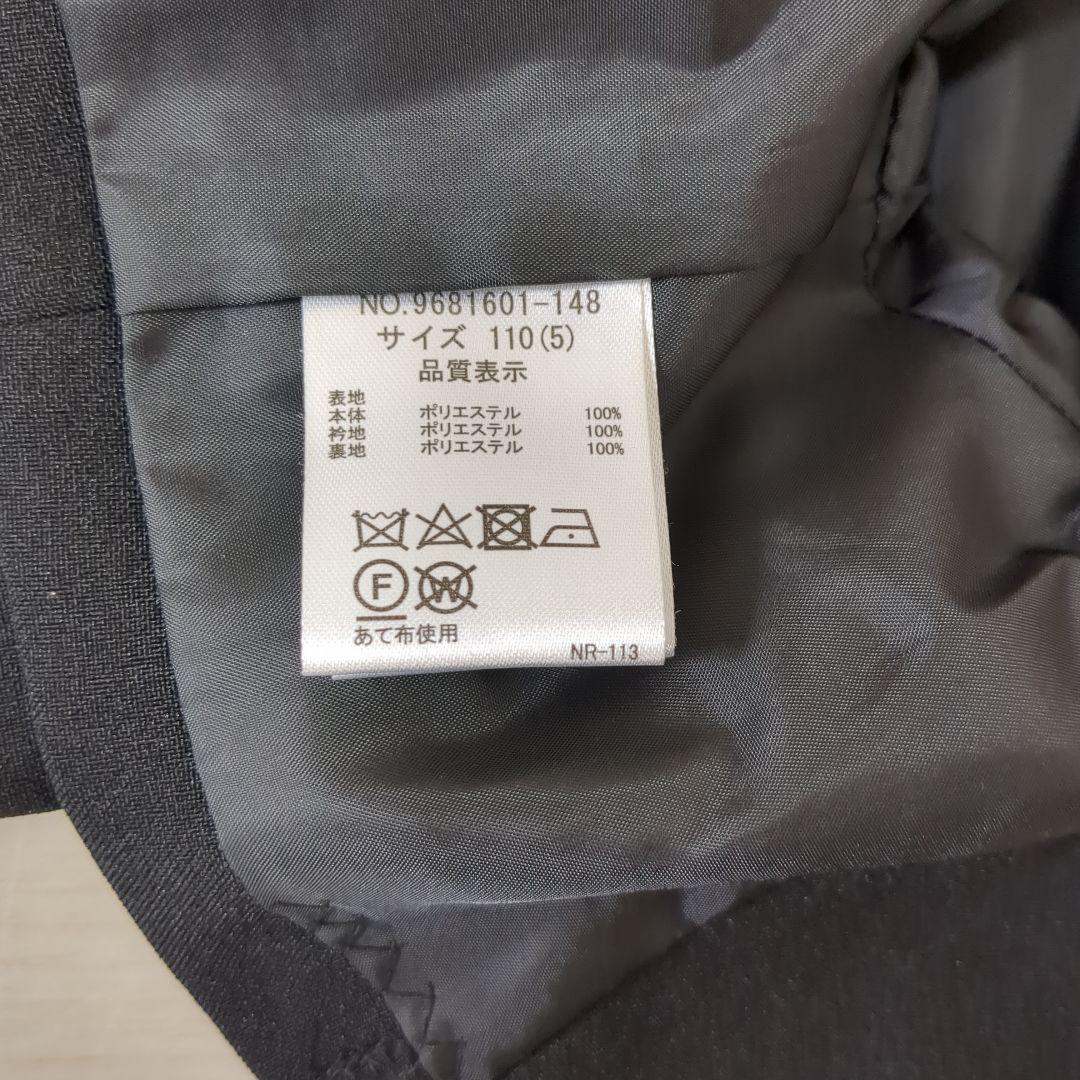 NO.9681601-148
サイズ 110(5)
品質表示
表地
本体 ポリエステル 100%
衿地 ポリエステル 100%
裏地 ポリエステル 100%
F W
あて布使用
NR-113